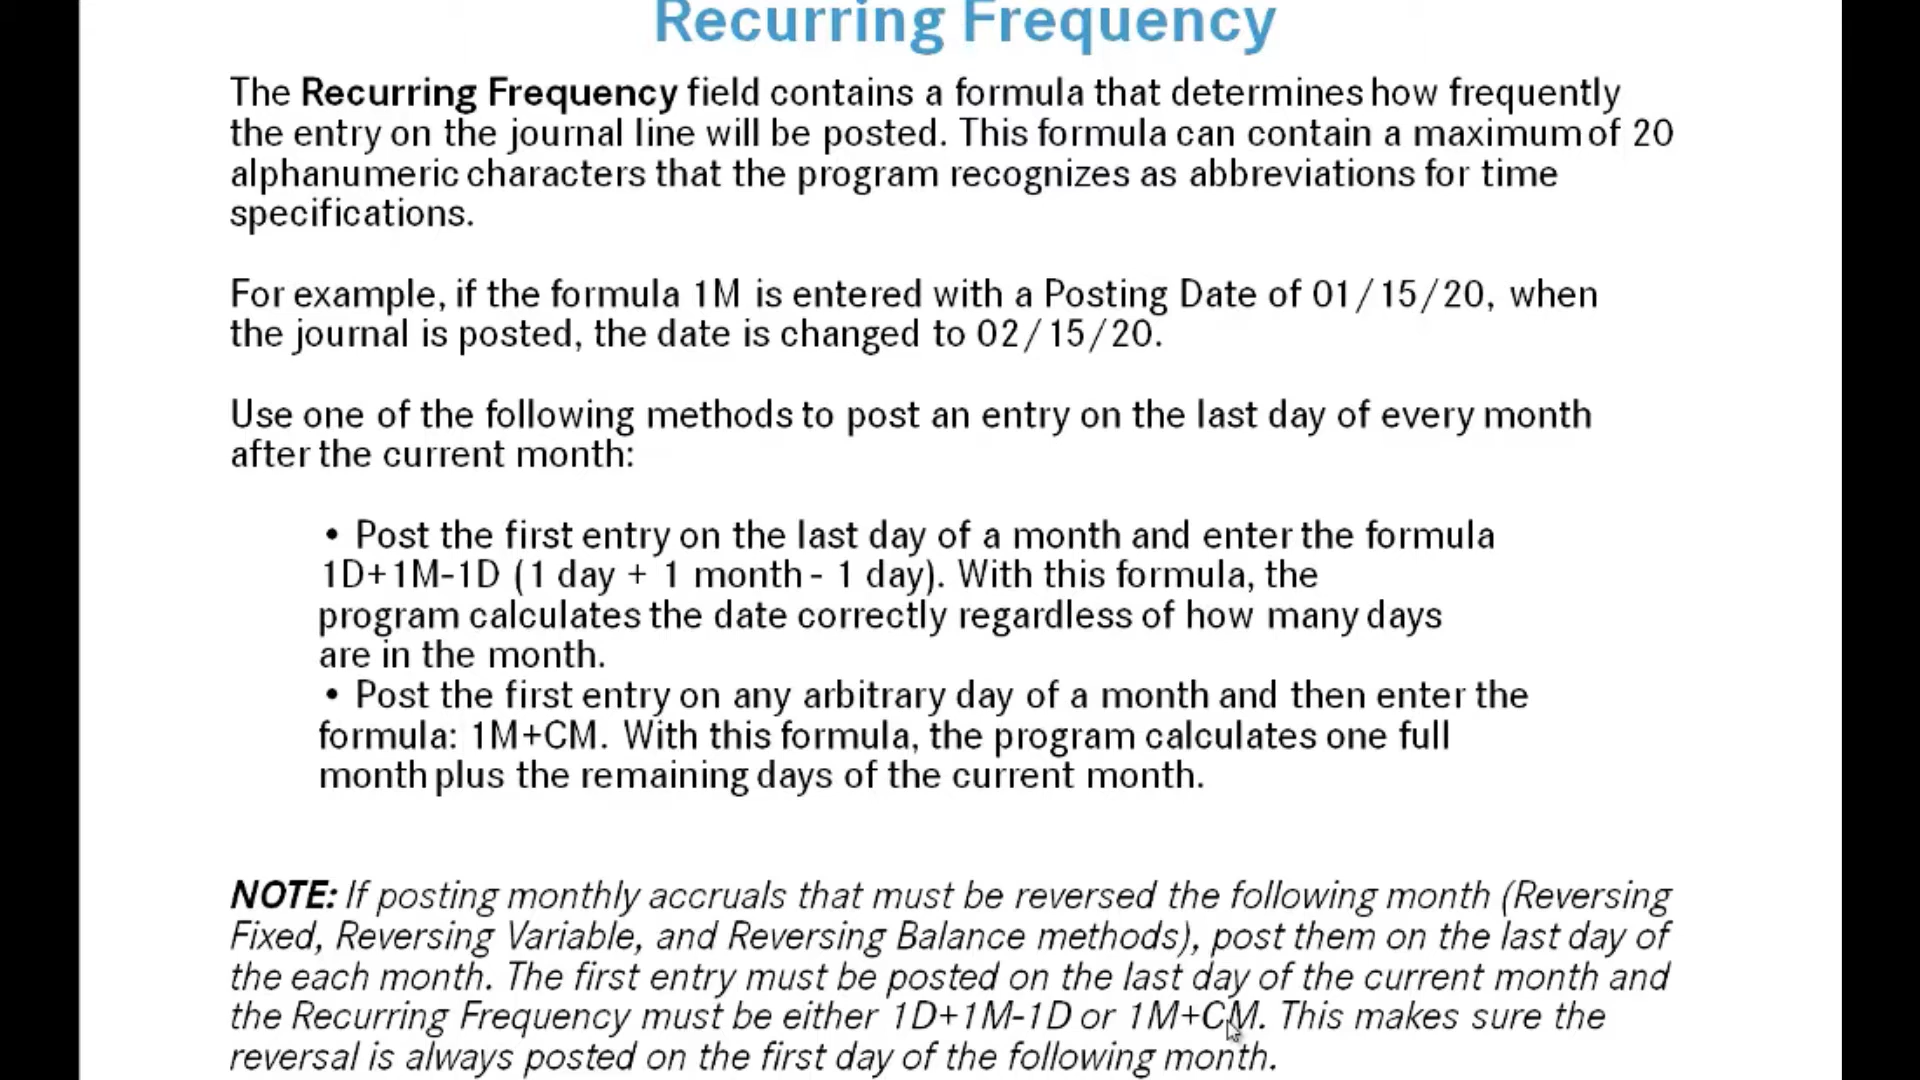 Recurring Frequency
The Recurring Frequency field contains a formula that determines how frequently
the entry on the journal line will be posted. This formula can contain a maximum of 20
alphanumeric characters that the program recognizes as abbreviations for time
specifications.
For example, if the formula 1M is entered with a Posting Date of 01/15/20, when
the journal is posted, the date is changed to 02/15/20.
Use one of the following methods to post an entry on the last day of every month
after the current month:
• Post the first entry on the last day of a month and enter the formula
1D+1M-1D (1 day + 1 month - 1 day). With this formula, the
program calculates the date correctly regardless of how many days
are in the month.
• Post the first entry on any arbitrary day of a month and then enter the
formula: 1M+CM. With this formula, the program calculates one full
month plus the remaining days of the current month.
NOTE: If posting monthly accruals that must be reversed the following month (Reversing
Fixed, Reversing Variable, and Reversing Balance methods), post them on the last day of
the each month. The first entry must be posted on the last day of the current month and
the Recurring Frequency must be either 1D+1M-1D or 1M+CM. This makes sure the
reversal is always posted on the first day of the following month.